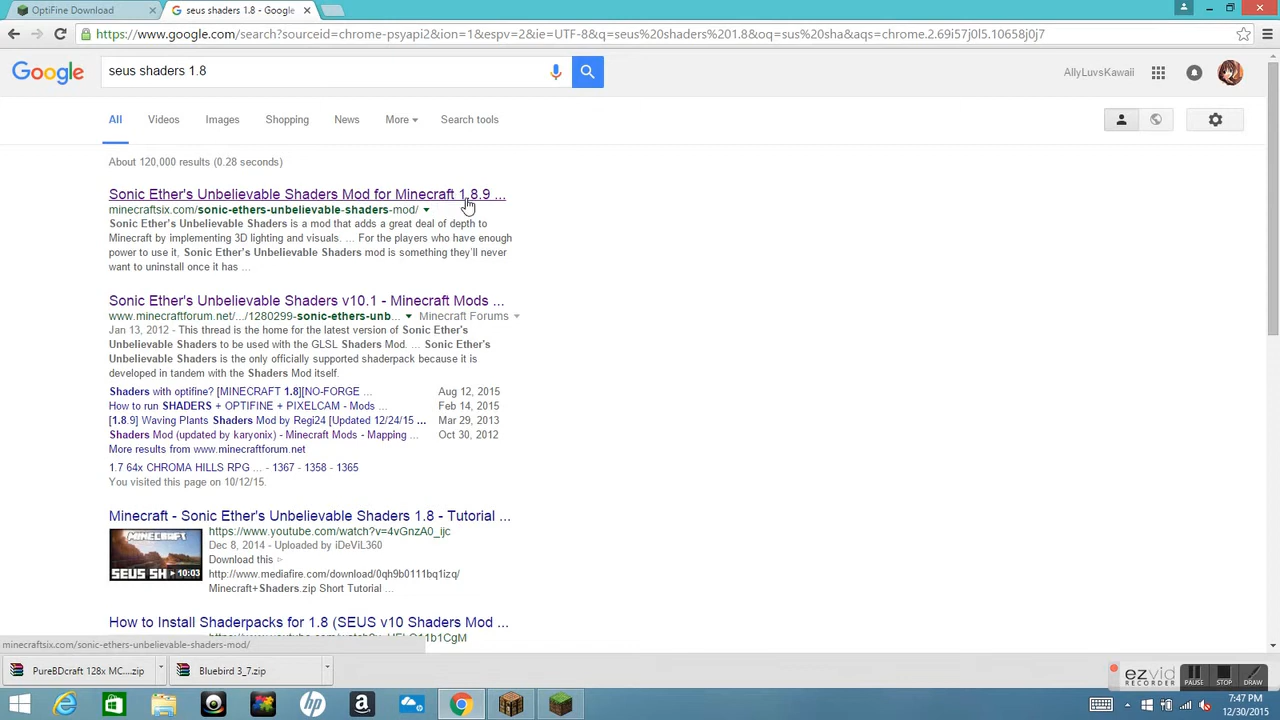 OptiFine Download
seus shaders 1.8 - Google
https://www.google.com/search?sourceid=chrome-psyapi2&ion=1&espv=2&ie=UTF-8&q=seus%20shaders%201.8&oq=sus%20sha&aqs=chrome.2.69i57j0l5.10658j0j7
Google
seus shaders 1.8
AllyLuvsKawaii
All Videos Images Shopping News More Search tools
About 120,000 results (0.28 seconds)
Sonic Ether's Unbelievable Shaders Mod for Minecraft 1.8.9 ...
minecraftsix.com/sonic-ethers-unbelievable-shaders-mod/
Sonic Ether's Unbelievable Shaders is a mod that adds a great deal of depth to
Minecraft by implementing 3D lighting and visuals. ... For the players who have enough
power to use it, Sonic Ether's Unbelievable Shaders mod is something they'll never
want to uninstall once it has ...
Sonic Ether's Unbelievable Shaders v10.1 - Minecraft Mods ...
www.minecraftforum.net/.../1280299-sonic-ethers-unb... Minecraft Forums
Jan 13, 2012 - This thread is the home for the latest version of Sonic Ether's
Unbelievable Shaders to be used with the GLSL Shaders Mod. ... Sonic Ether's
Unbelievable Shaders is the only officially supported shaderpack because it is
developed in tandem with the Shaders Mod itself.
Shaders with optifine? [MINECRAFT 1.8][NO-FORGE ... Aug 12, 2015
How to run SHADERS + OPTIFINE + PIXELCAM - Mods ... Feb 14, 2015
[1.8.9] Waving Plants Shaders Mod by Regi24 [Updated 12/24/15 ... Mar 29, 2013
Shaders Mod (updated by karyonix) - Minecraft Mods - Mapping ... Oct 30, 2012
More results from www.minecraftforum.net
1.7 64x CHROMA HILLS RPG ... - 1367 - 1358 - 1365
You visited this page on 10/12/15.
Minecraft - Sonic Ether's Unbelievable Shaders 1.8 - Tutorial ...
https://www.youtube.com/watch?v=4vGnzA0_ijc
Dec 8, 2014 - Uploaded by iDeViL360
Download this
http://www.mediafire.com/download/0qh9b0111bq1izq/
Minecraft+Shaders.zip Short Tutorial ...
MINECRAFT
SEUS SH 10:03
How to Install Shaderpacks for 1.8 (SEUS v10 Shaders Mod ...
minecraftsix.com/sonic-ethers-unbelievable-shaders-mod/
PureBDcraft 128x MC....zip
Bluebird 3_7.zip
ezvid
RECORDER
PAUSE STOP DRAW
hp
7:47 PM
12/30/2015